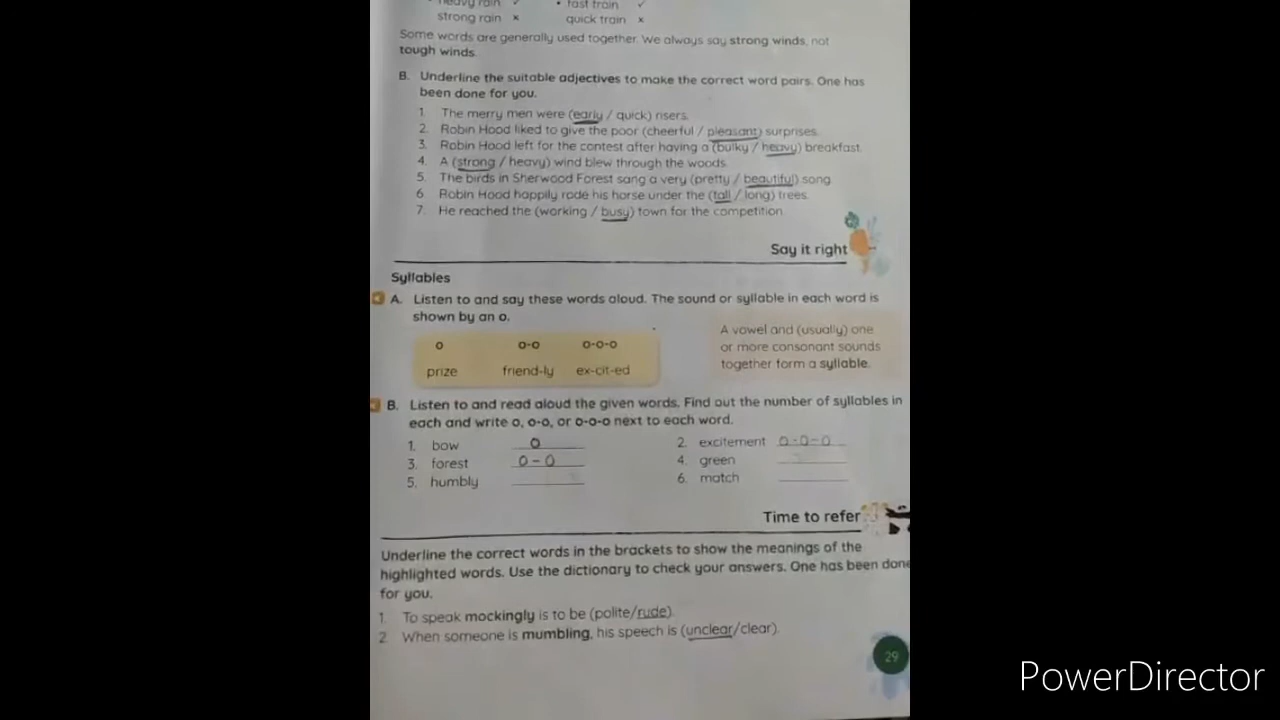 • heavy rain ✓ • fast train ✓
strong rain × quick train ×
Some words are generally used together. We always say strong winds, not
tough winds.
B. Underline the suitable adjectives to make the correct word pairs. One has
been done for you.
1. The merry men were (early / quick) risers.
2. Robin Hood liked to give the poor (cheerful / pleasant) surprises.
3. Robin Hood left for the contest after having a (bulky / heavy) breakfast.
4. A (strong / heavy) wind blew through the woods.
5. The birds in Sherwood Forest sang a very (pretty / beautiful) song.
6. Robin Hood happily rode his horse under the (tall / long) trees.
7. He reached the (working / busy) town for the competition.
Say it right
Syllables
A. Listen to and say these words aloud. The sound or syllable in each word is
shown by an o.
o o-o o-o-o
prize friend-ly ex-cit-ed
A vowel and (usually) one
or more consonant sounds
together form a syllable.
B. Listen to and read aloud the given words. Find out the number of syllables in
each and write o, o-o, or o-o-o next to each word.
1. bow o 2. excitement o-o-o
3. forest o-o 4. green
5. humbly 6. match
Time to refer
Underline the correct words in the brackets to show the meanings of the
highlighted words. Use the dictionary to check your answers. One has been done
for you.
1. To speak mockingly is to be (polite/rude).
2. When someone is mumbling, his speech is (unclear/clear).
29
PowerDirector